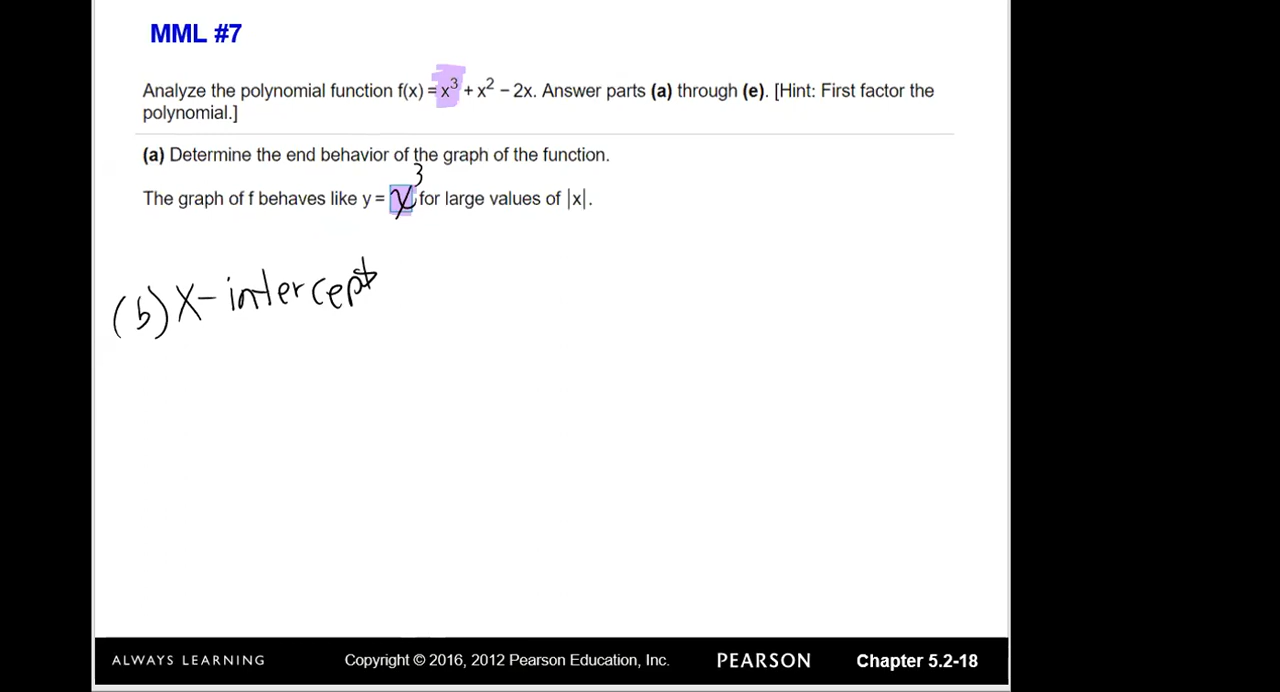 MML #7
Analyze the polynomial function f(x) = x³ + x² − 2x. Answer parts (a) through (e). [Hint: First factor the
polynomial.]
(a) Determine the end behavior of the graph of the function.
The graph of f behaves like y = x³ for large values of |x|.
(b) x-intercept
ALWAYS LEARNING Copyright © 2016, 2012 Pearson Education, Inc. PEARSON Chapter 5.2-18